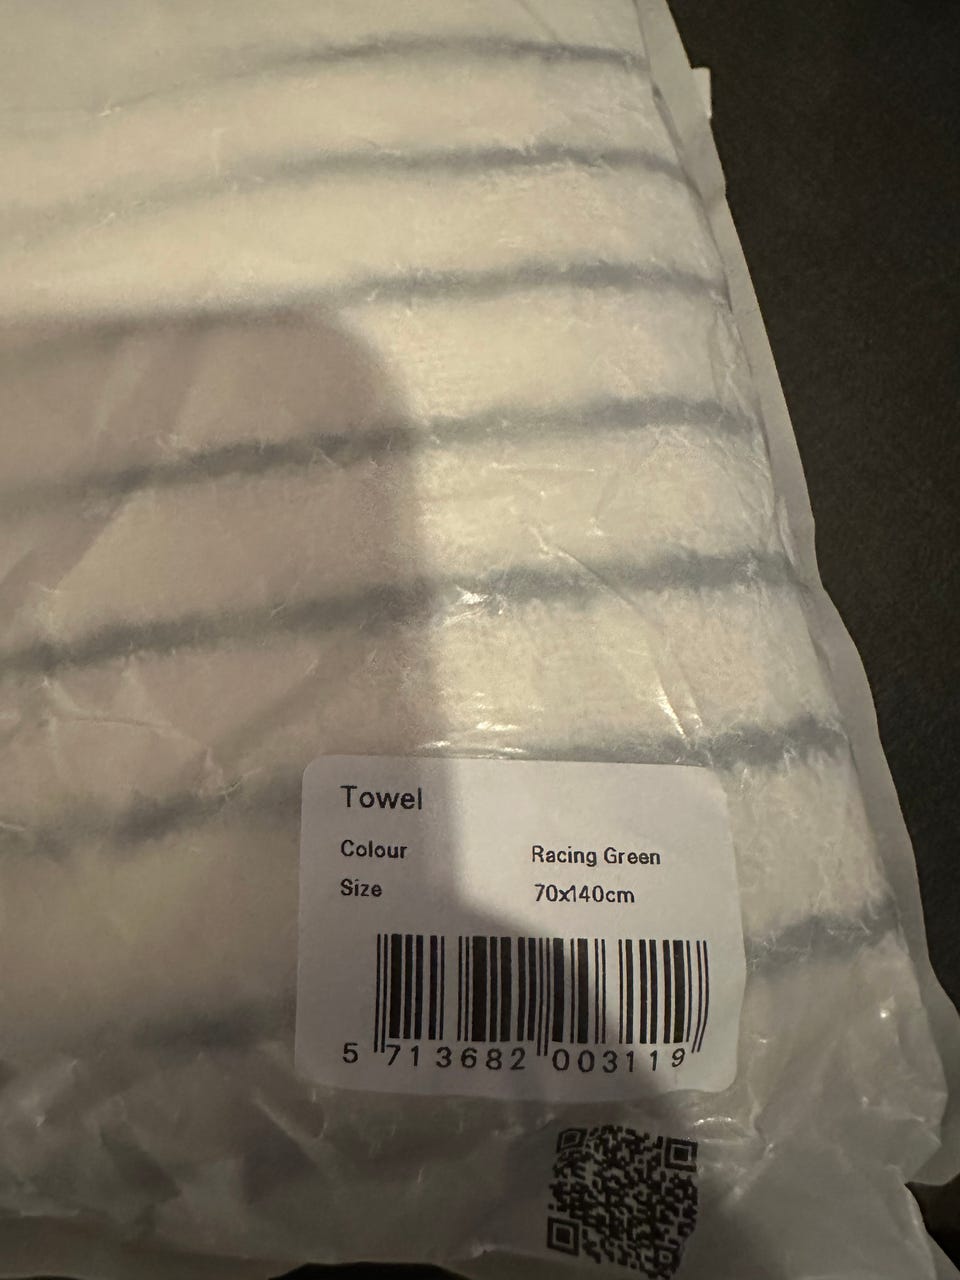 Towel
Colour Racing Green
Size 70x140cm
5 713682 003119